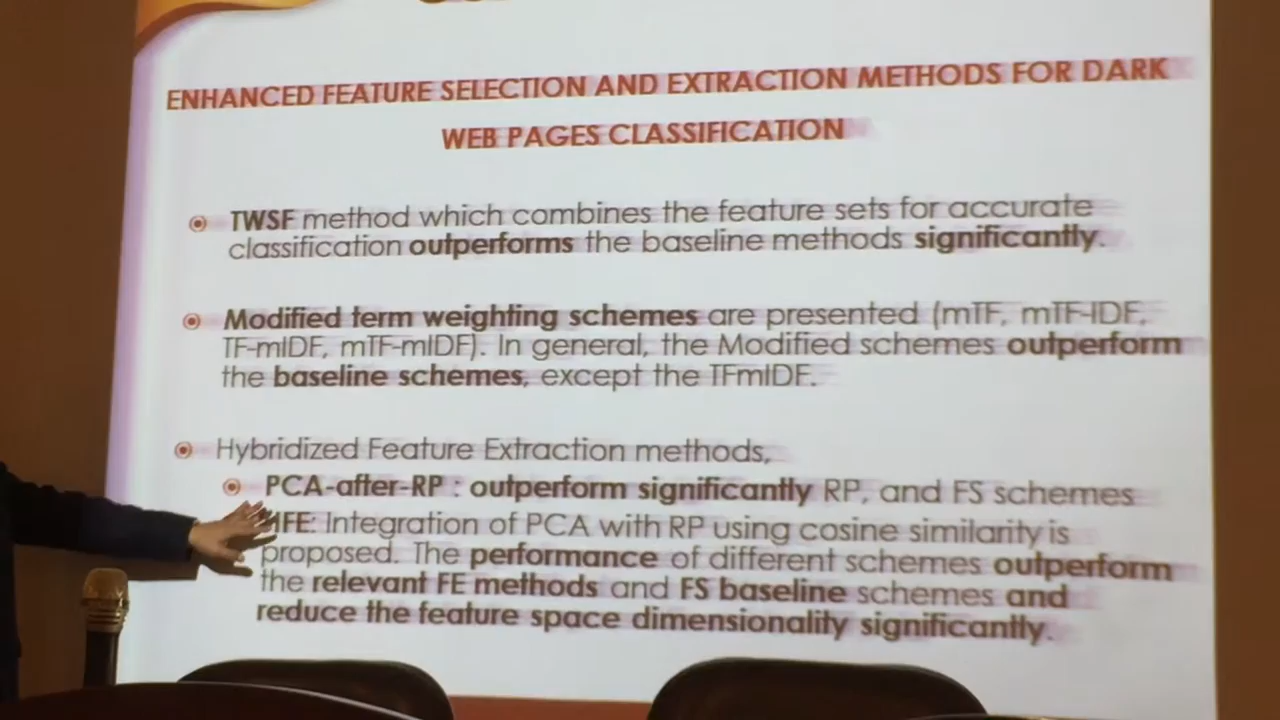 ENHANCED FEATURE SELECTION AND EXTRACTION METHODS FOR DARK
WEB PAGES CLASSIFICATION
TWSF method which combines the feature sets for accurate
classification outperforms the baseline methods significantly.
Modified term weighting schemes are presented (mTF, mTF-IDF,
TF-mIDF, mTF-mIDF). In general, the Modified schemes outperform
the baseline schemes, except the TFmIDF.
Hybridized Feature Extraction methods,
PCA-after-RP : outperform significantly RP, and FS schemes
Integration of PCA with RP using cosine similarity is
proposed. The performance of different schemes outperform
the relevant FE methods and FS baseline schemes and
reduce the feature space dimensionality significantly.